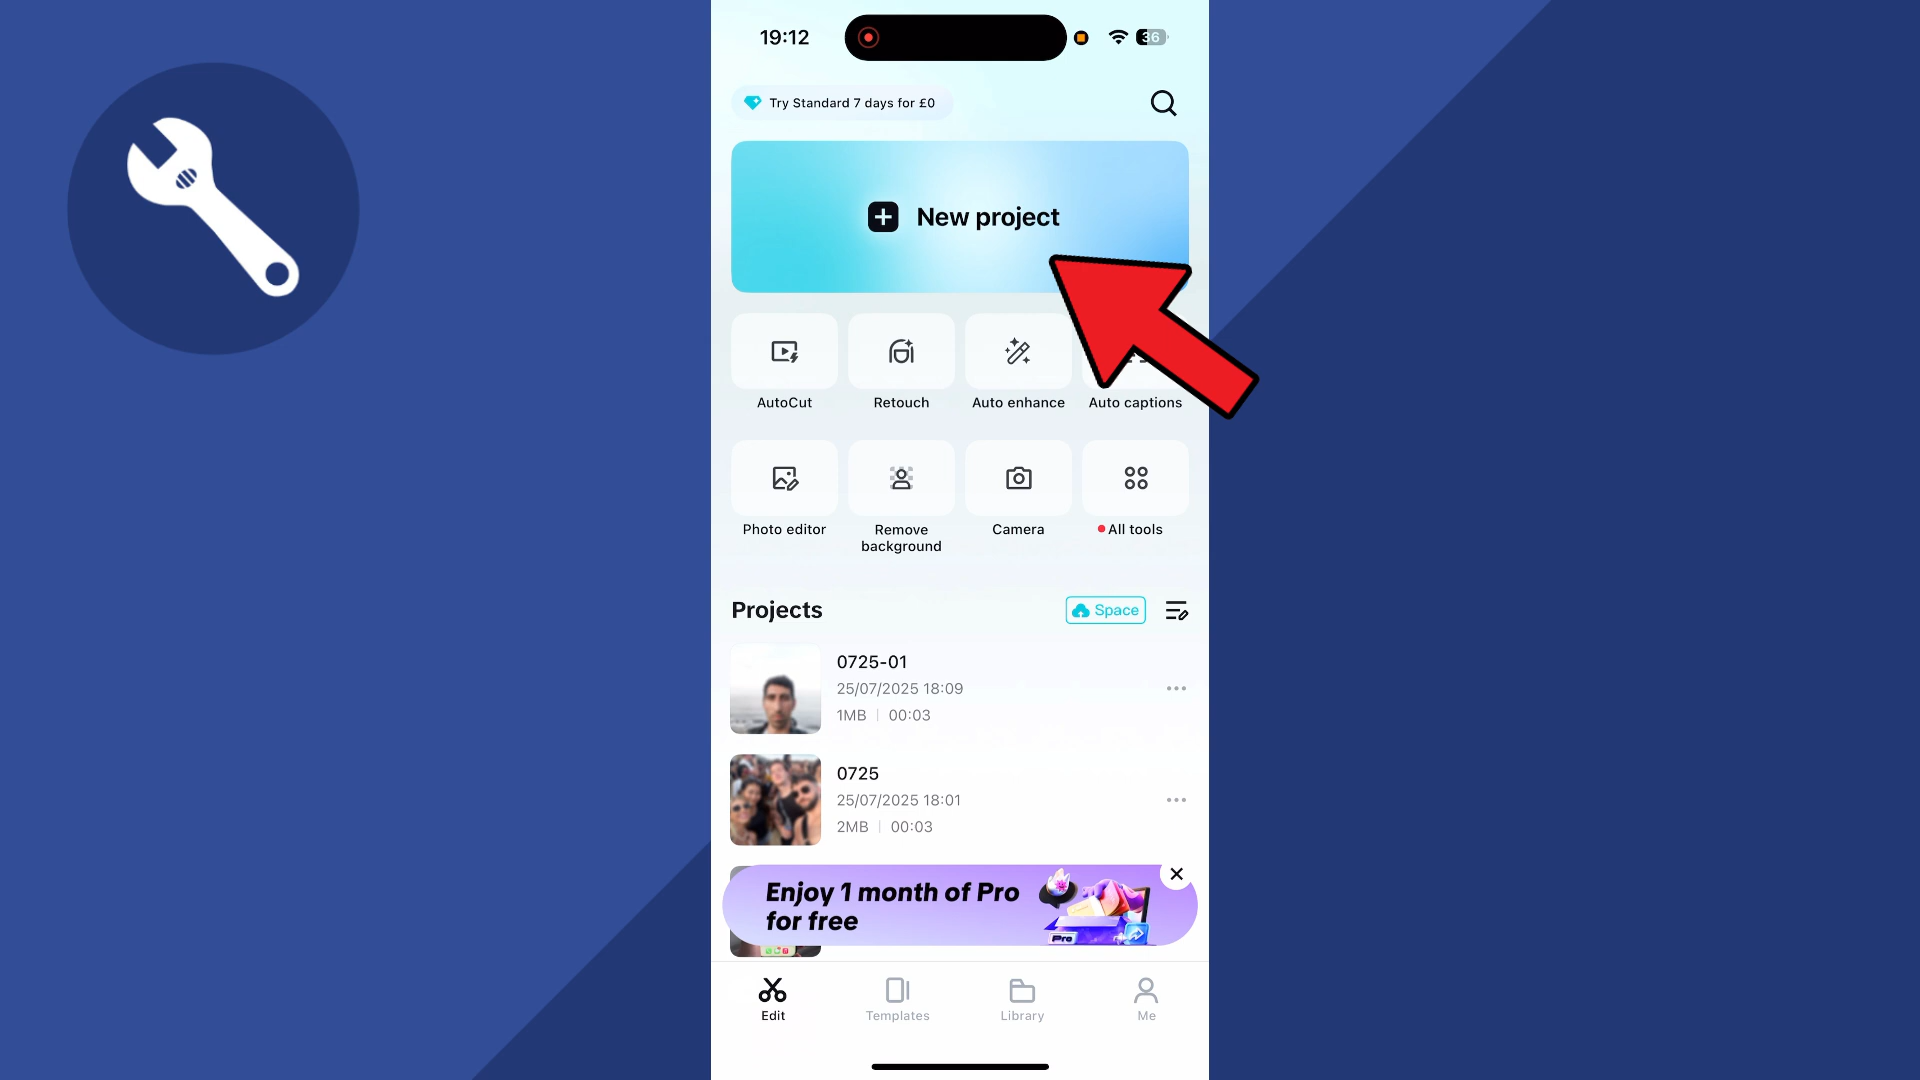 19:12
36
Try Standard 7 days for £0
New project
AutoCut
Retouch
Auto enhance
Auto captions
Photo editor
Remove
background
Camera
All tools
Projects
Space
0725-01
25/07/2025 18:09
1MB
00:03
0725
25/07/2025 18:01
2MB
00:03
Enjoy 1 month of Pro
for free
Pro
Edit
Templates
Library
Me